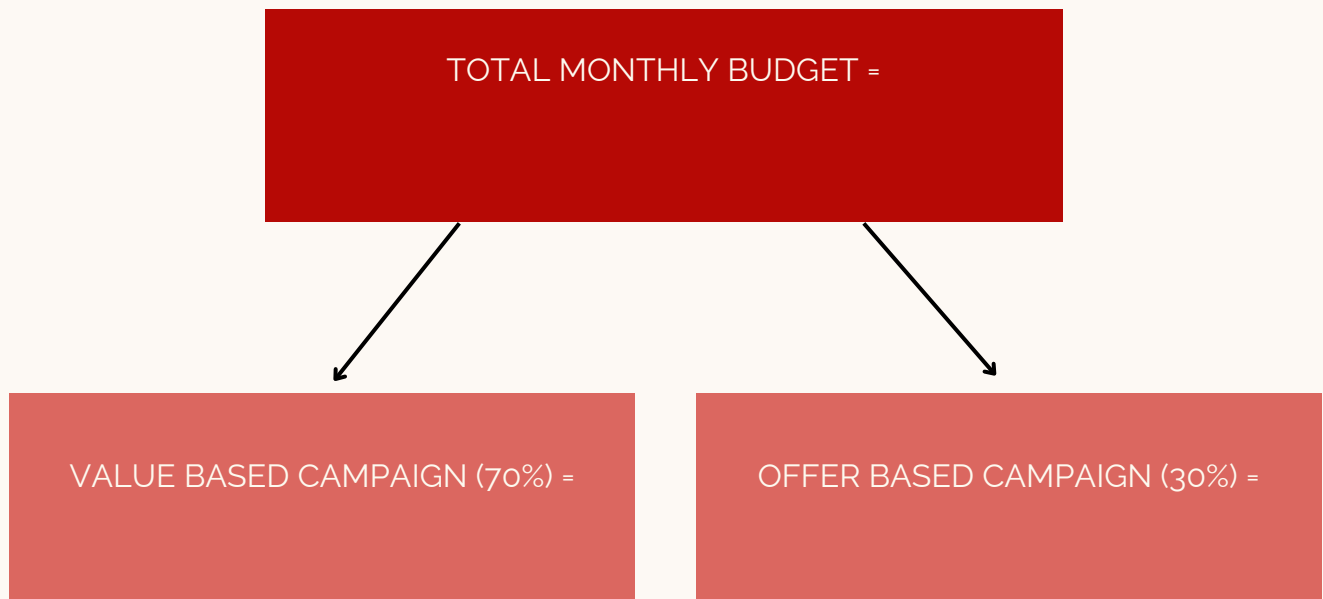 TOTAL MONTHLY BUDGET =
VALUE BASED CAMPAIGN (70%) =
OFFER BASED CAMPAIGN (30%) =